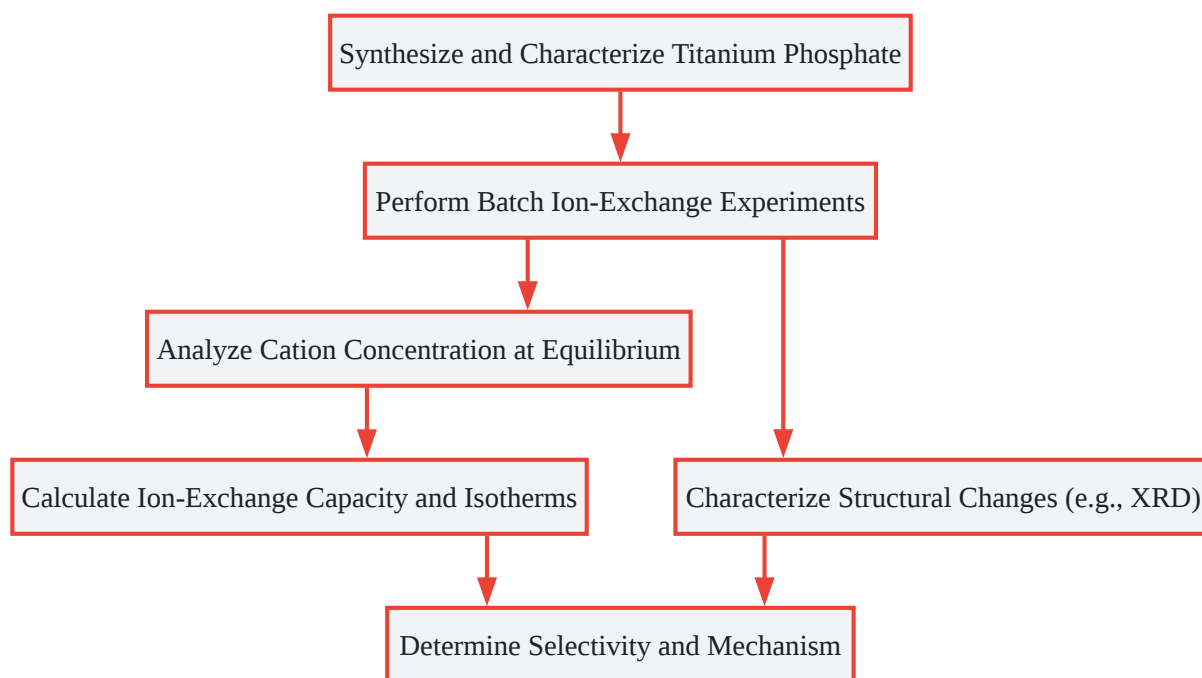 Synthesize and Characterize Titanium Phosphate
Perform Batch Ion-Exchange Experiments
Analyze Cation Concentration at Equilibrium
Calculate Ion-Exchange Capacity and Isotherms
Characterize Structural Changes (e.g., XRD)
Determine Selectivity and Mechanism